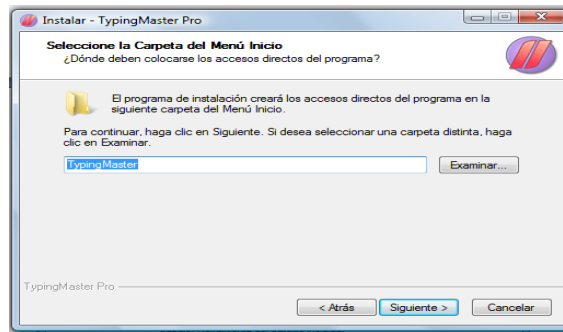 Instalar - TypingMaster Pro
Seleccione la Carpeta del Menú Inicio
¿Dónde deben colocarse los accesos directos del programa?
El programa de instalación creará los accesos directos del programa en la
siguiente carpeta del Menú Inicio.
Para continuar, haga clic en Siguiente. Si desea seleccionar una carpeta distinta, haga
clic en Examinar.
TypingMaster
Examinar...
TypingMaster Pro
< Atrás
Siguiente >
Cancelar